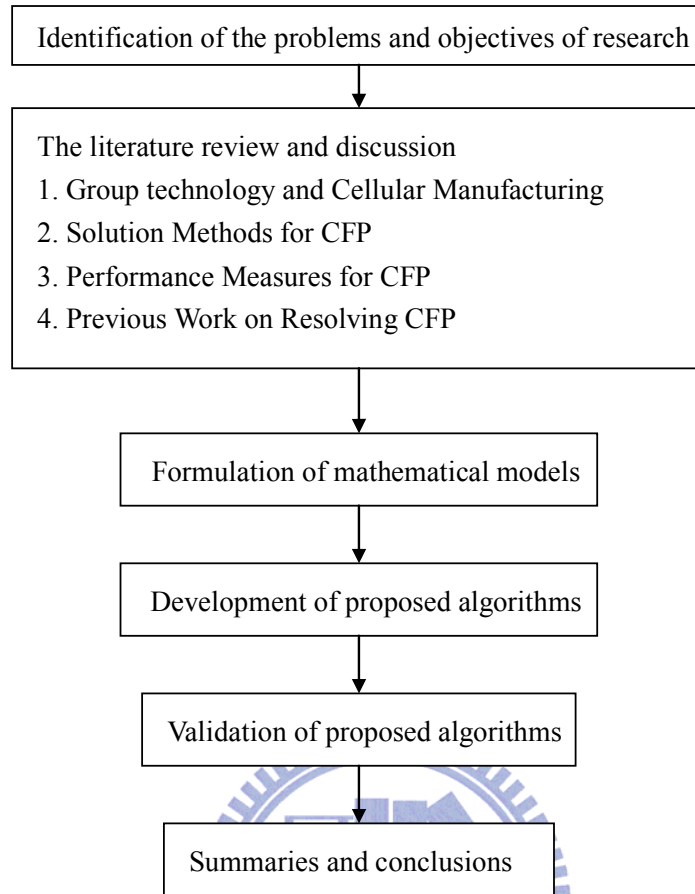 Identification of the problems and objectives of research
The literature review and discussion
1. Group technology and Cellular Manufacturing
2. Solution Methods for CFP
3. Performance Measures for CFP
4. Previous Work on Resolving CFP
Formulation of mathematical models
Development of proposed algorithms
Validation of proposed algorithms
Summaries and conclusions